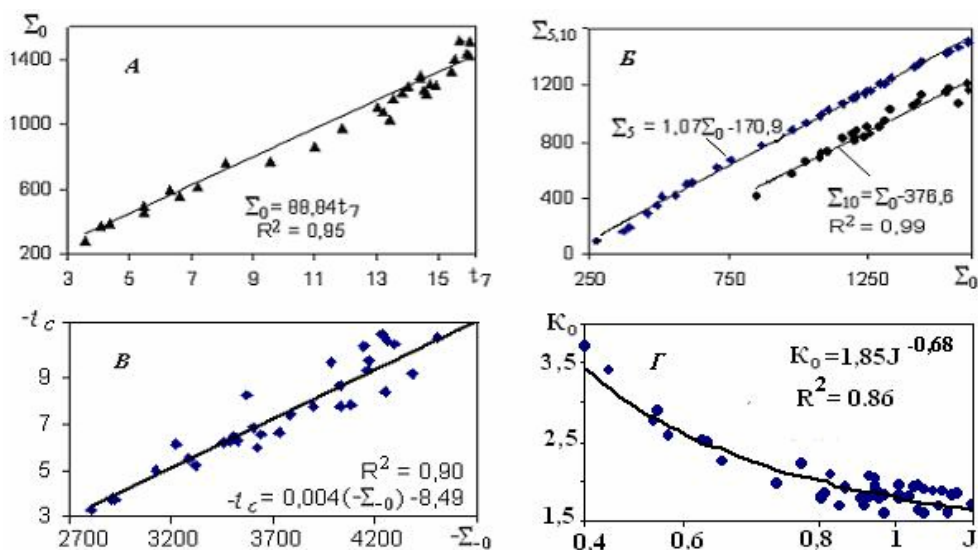 Σ₀
1400
1000
600
200
А
Σ₀= 88,84t₇
R² = 0,95
3 5 7 9 11 13 15 t₇
Σ₅,₁₀
1200
800
400
0
Б
Σ₅ = 1,07Σ₀-170,9
Σ₁₀=Σ₀-376,6
R² = 0,99
250 750 1250 Σ₀
-t c
9
7
5
3
В
R² = 0,90
-t c = 0,004(-Σ₋₀) -8,49
2700 3200 3700 4200 -Σ₋₀
K₀
3,5
2,5
1,5
Г
K₀=1,85J⁻⁰,⁶⁸
R² = 0.86
0,4 0,6 0,8 1 J